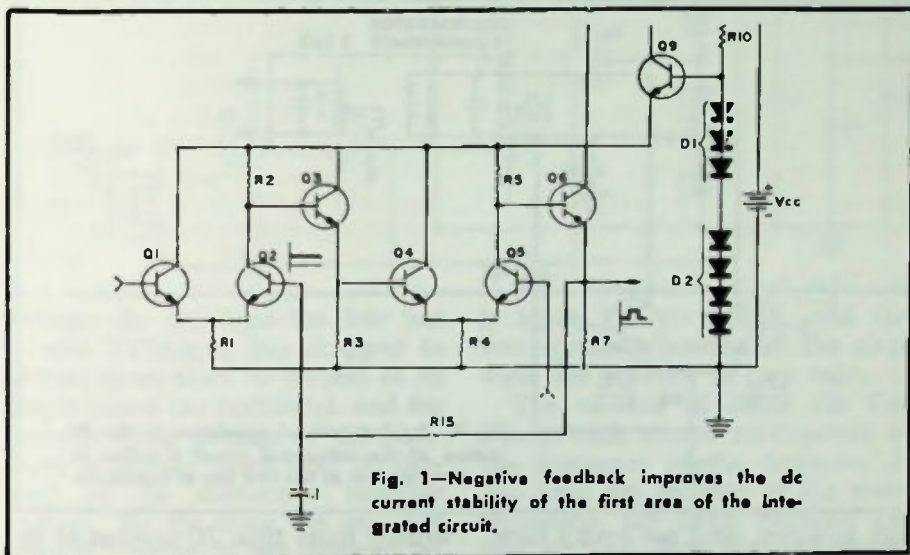 Q9
R10
D1
R2
Q3
R5
Q6
Vcc
+
-
Q1
Q2
Q4
Q5
D2
R1
R3
R4
R7
R15
.1
Fig. 1—Negative feedback improves the dc
current stability of the first area of the inte-
grated circuit.